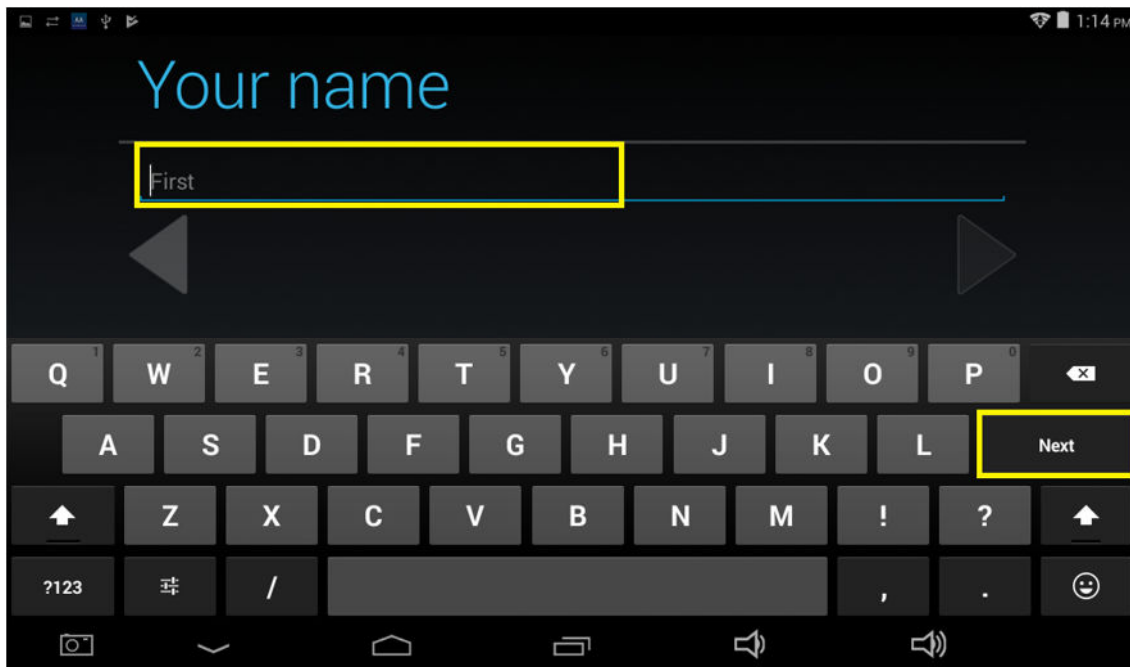 1:14 PM
Your name
First
Q 1 W 2 E 3 R 4 T 5 Y 6 U 7 I 8 O 9 P 0
A S D F G H J K L Next
Z X C V B N M ! ?
?123 / , .